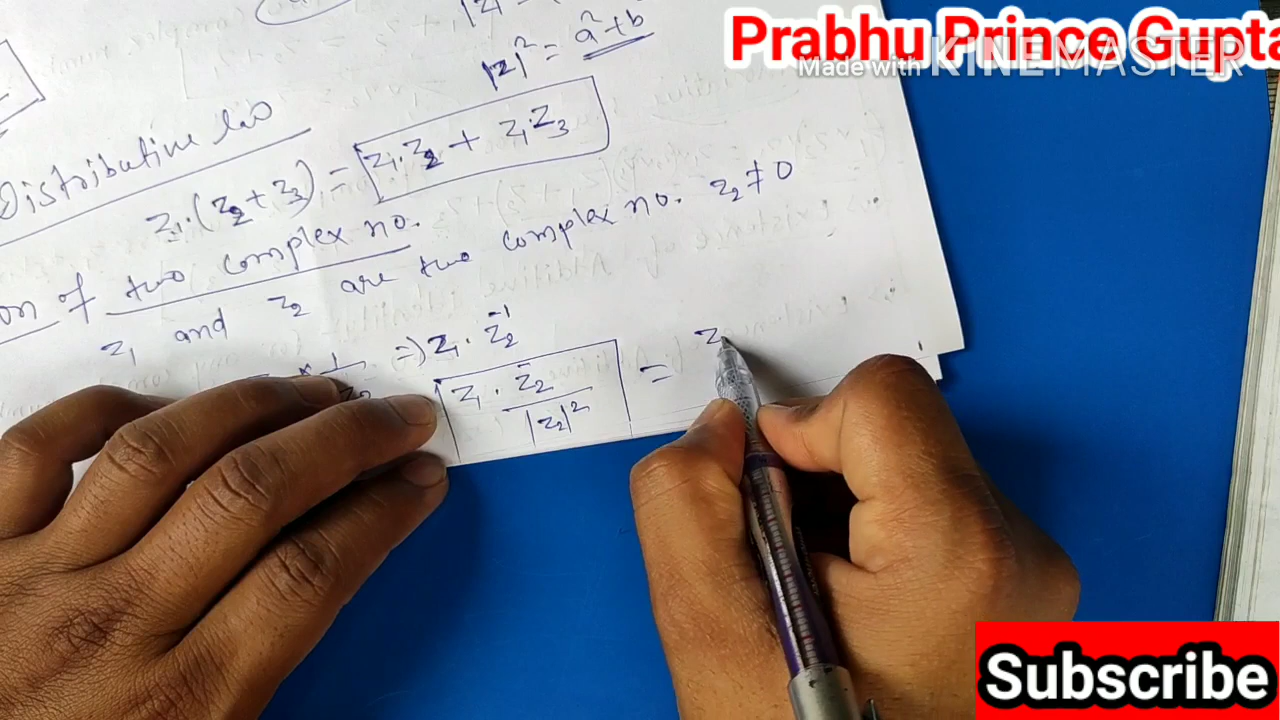 Prabhu Prince Gupta
Made with KINEMASTER
|z|² = a²+b
Distributive law
z₁.(z₂+z₃) = z₁.z₂ + z₁.z₃
on of two complex no.
z₁ and z₂ are two complex no. z₂ ≠ 0
⇒) z₁ . z₂⁻¹
z₁ . z̄₂ / |z₂|² = z
Subscribe